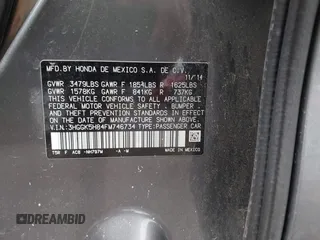 MFD.BY HONDA DE MEXICO S.A. DE C.V.
11/14
GVWR 3479LBS GAWR F 1854LBS R 1625LBS
GVWR 1578KG GAWR F 841KG R 737KG
THIS VEHICLE CONFORMS TO ALL APPLICABLE
FEDERAL MOTOR VEHICLE SAFETY, BUMPER,
AND THEFT PREVENTION STANDARDS IN EFFECT ON
THE DATE OF MANUFACTURE SHOWN ABOVE.
V.I.N.:3HGGK5H84FM746734 TYPE:PASSENGER CAR
MADE IN MEXICO
DREAMBID